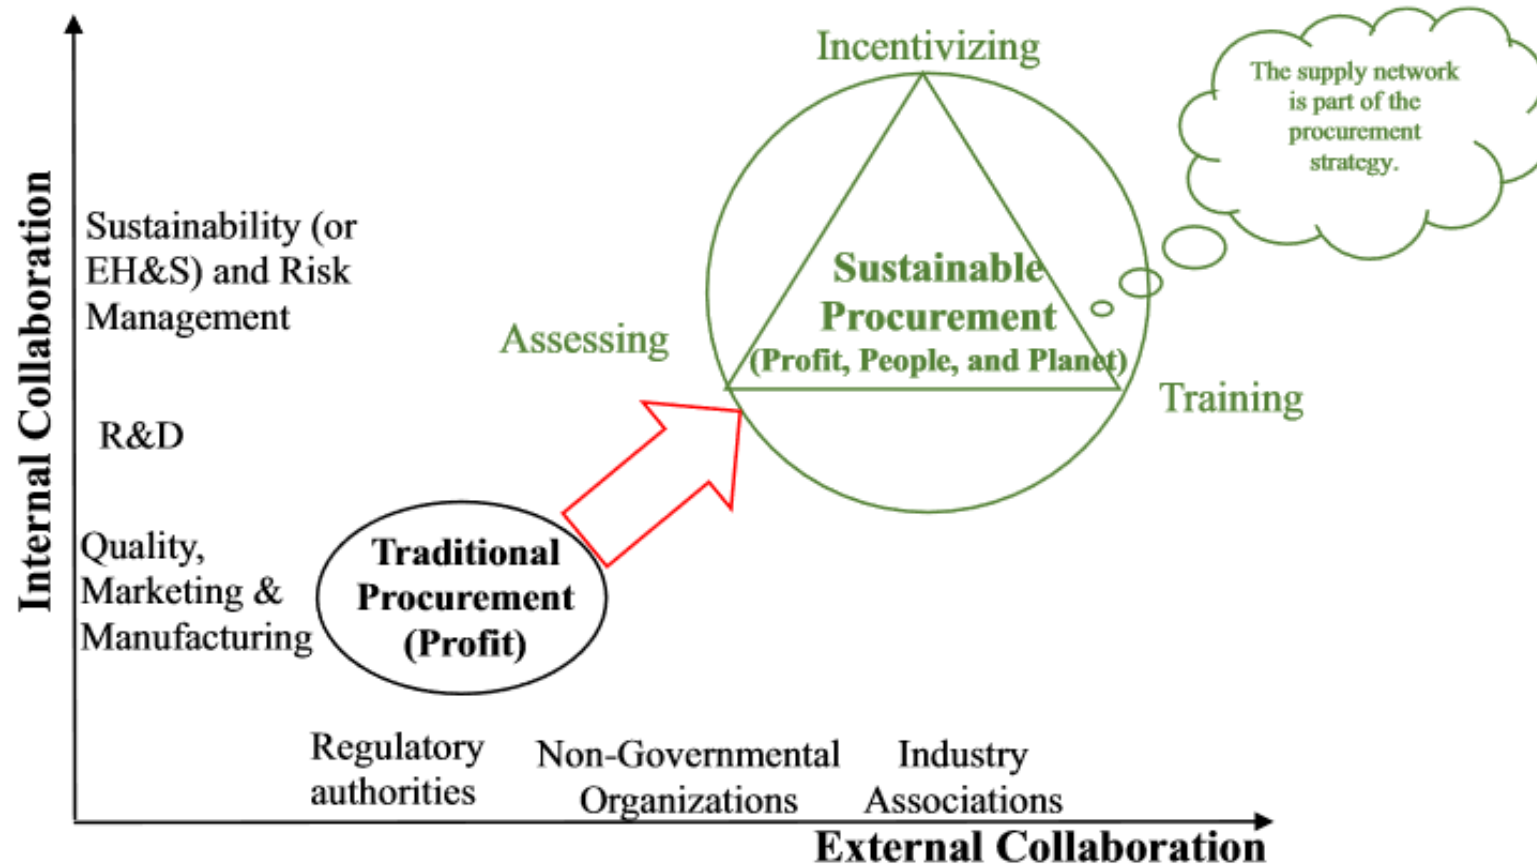 Incentivizing
The supply network
is part of the
procurement
strategy.
Internal Collaboration
Sustainability (or
EH&S) and Risk
Management
Sustainable
Procurement
(Profit, People, and Planet)
Assessing
Training
R&D
Quality,
Marketing &
Manufacturing
Traditional
Procurement
(Profit)
Regulatory
authorities
Non-Governmental
Organizations
Industry
Associations
External Collaboration